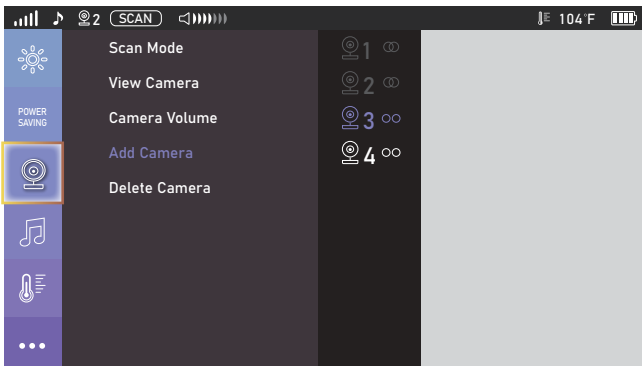 2 SCAN 104°F
Scan Mode
View Camera
Camera Volume
Add Camera
Delete Camera
POWER
SAVING
1
2
3
4